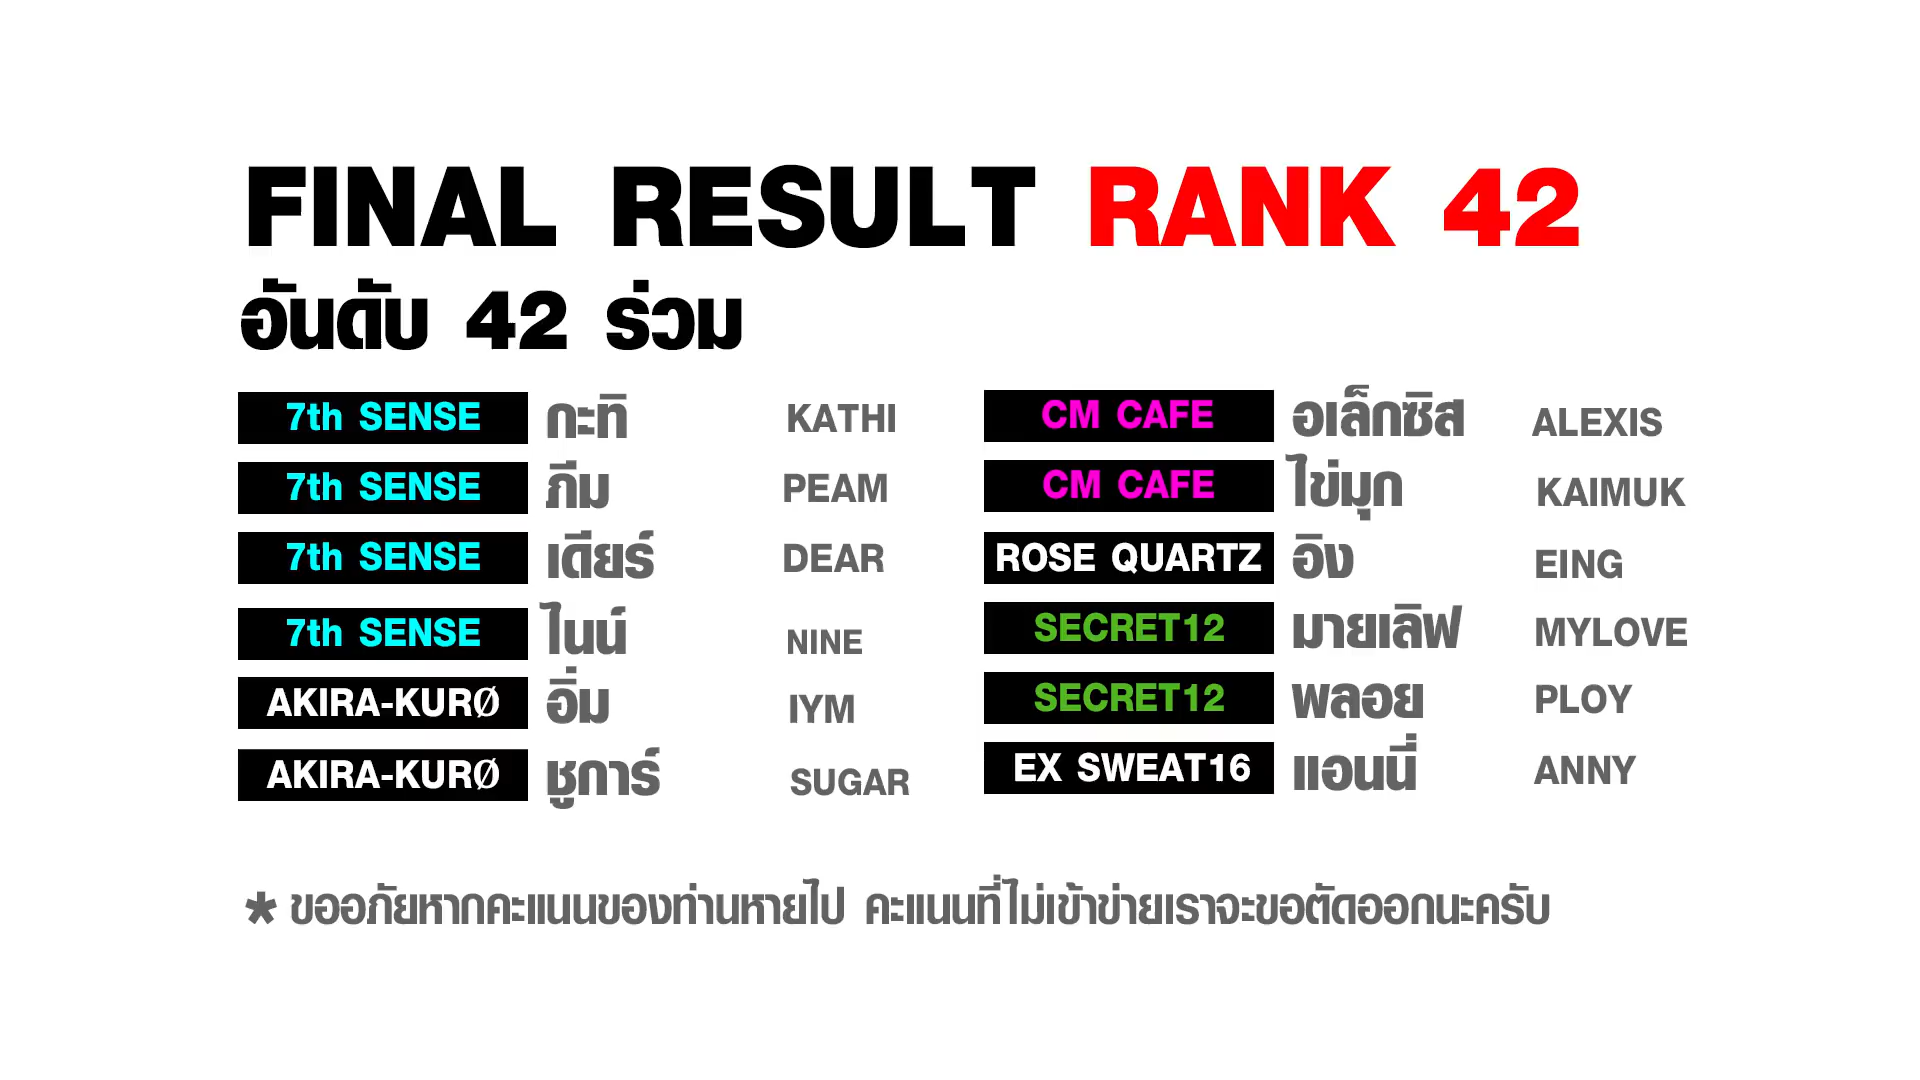 FINAL RESULT RANK 42
อันดับ 42 ร่วม
7th SENSE กะทิ KATHI
7th SENSE ภีม PEAM
7th SENSE เดียร์ DEAR
7th SENSE ไนน์ NINE
AKIRA-KURØ อิ่ม IYM
AKIRA-KURØ ชูการ์ SUGAR
CM CAFE อเล็กซิส ALEXIS
CM CAFE ไข่มุก KAIMUK
ROSE QUARTZ อิง EING
SECRET12 มายเลิฟ MYLOVE
SECRET12 พลอย PLOY
EX SWEAT16 แอนนี่ ANNY
* ขออภัยหากคะแนนของท่านหายไป คะแนนที่ไม่เข้าข่ายเราจะขอตัดออกนะครับ